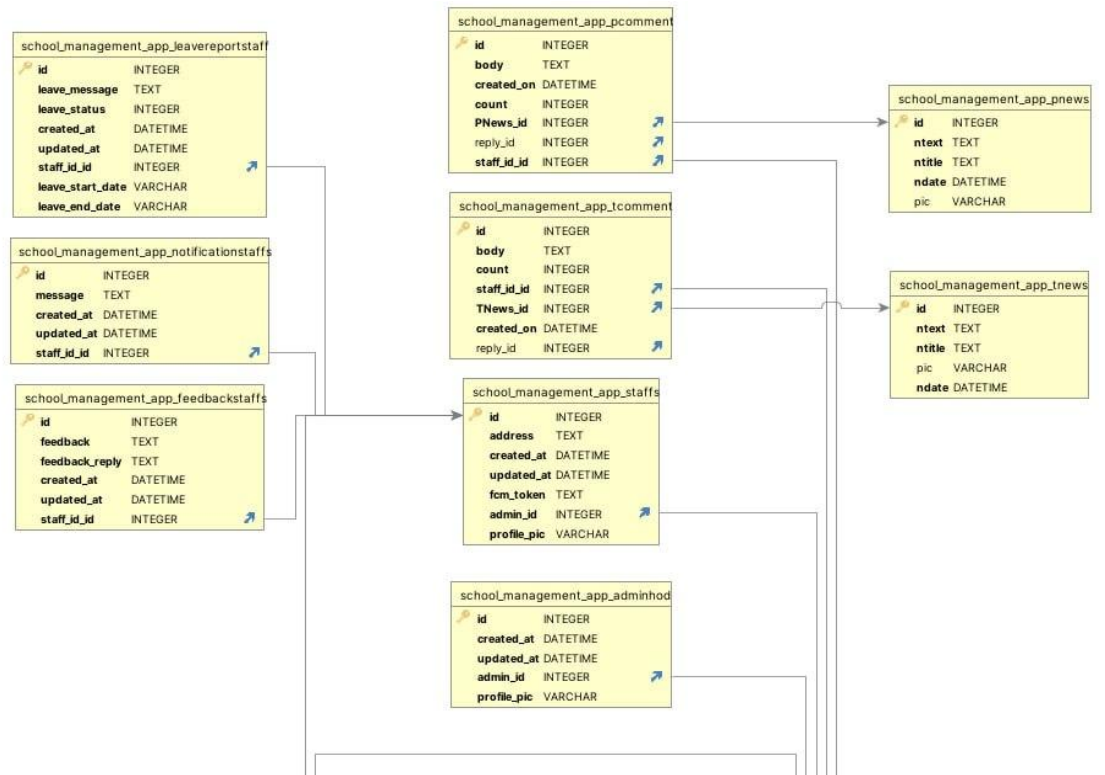 school_management_app_leavereportstaff
id INTEGER
leave_message TEXT
leave_status INTEGER
created_at DATETIME
updated_at DATETIME
staff_id_id INTEGER
leave_start_date VARCHAR
leave_end_date VARCHAR
school_management_app_notificationstaffs
id INTEGER
message TEXT
created_at DATETIME
updated_at DATETIME
staff_id_id INTEGER
school_management_app_feedbackstaffs
id INTEGER
feedback TEXT
feedback_reply TEXT
created_at DATETIME
updated_at DATETIME
staff_id_id INTEGER
school_management_app_pcomment
id INTEGER
body TEXT
created_on DATETIME
count INTEGER
PNews_id INTEGER
reply_id INTEGER
staff_id_id INTEGER
school_management_app_tcomment
id INTEGER
body TEXT
count INTEGER
staff_id_id INTEGER
TNews_id INTEGER
created_on DATETIME
reply_id INTEGER
school_management_app_staffs
id INTEGER
address TEXT
created_at DATETIME
updated_at DATETIME
fcm_token TEXT
admin_id INTEGER
profile_pic VARCHAR
school_management_app_adminhod
id INTEGER
created_at DATETIME
updated_at DATETIME
admin_id INTEGER
profile_pic VARCHAR
school_management_app_pnews
id INTEGER
ntext TEXT
ntitle TEXT
ndate DATETIME
pic VARCHAR
school_management_app_tnews
id INTEGER
ntext TEXT
ntitle TEXT
pic VARCHAR
ndate DATETIME